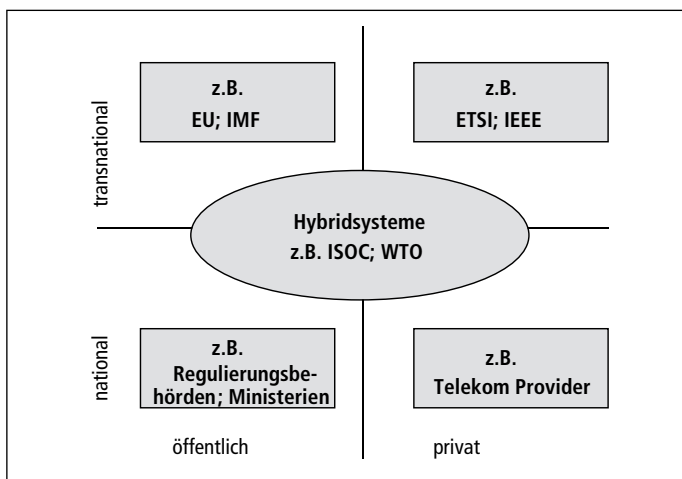 transnational
z.B.
EU; IMF
z.B.
ETSI; IEEE
Hybridsysteme
z.B. ISOC; WTO
national
z.B.
Regulierungsbe-
hörden; Ministerien
z.B.
Telekom Provider
öffentlich
privat